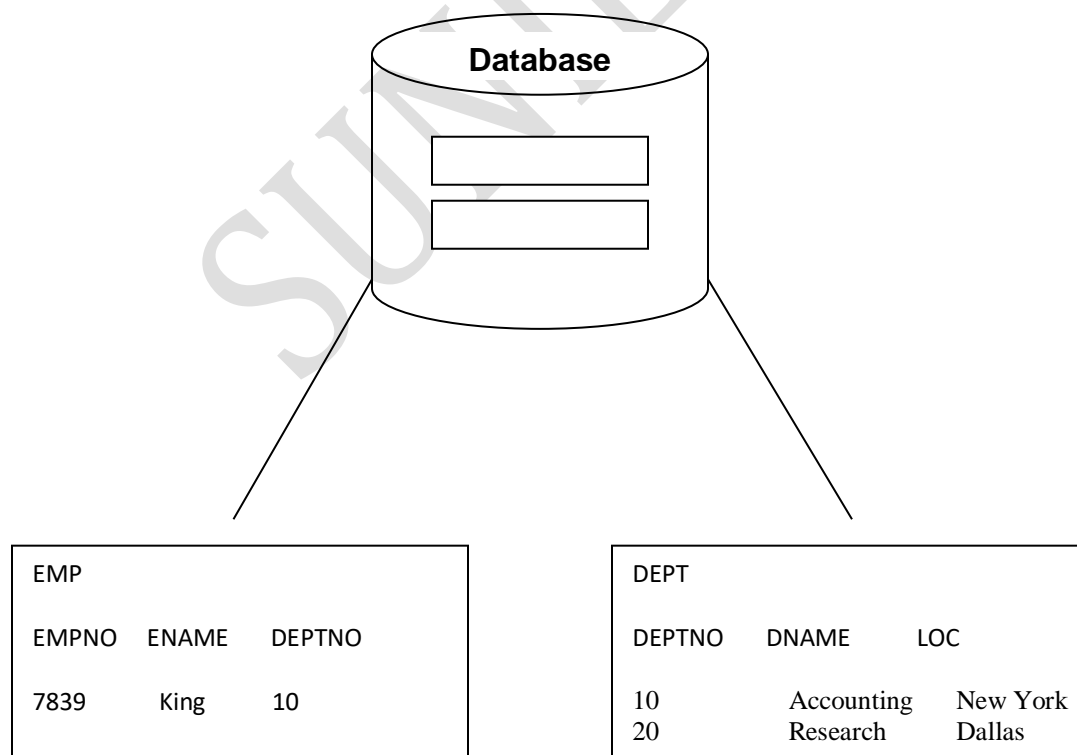 Database
EMP
EMPNO ENAME DEPTNO
7839 King 10
DEPT
DEPTNO DNAME LOC
10 Accounting New York
20 Research Dallas